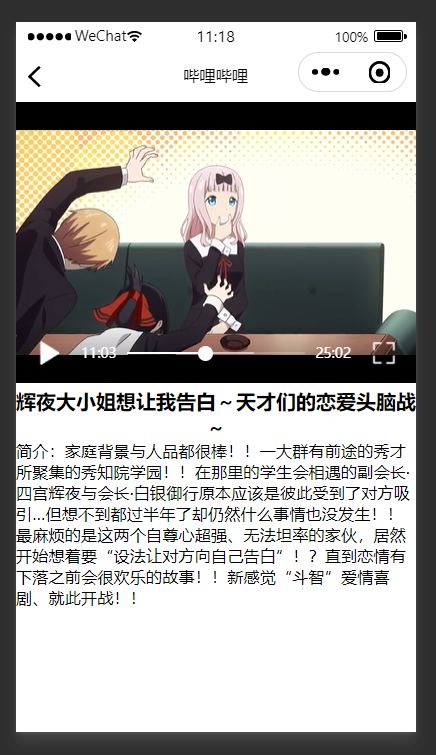 WeChat 11:18 100%
哔哩哔哩
11:03 25:02
辉夜大小姐想让我告白～天才们的恋爱头脑战
～
简介：家庭背景与人品都很棒！！一大群有前途的秀才
所聚集的秀知院学园！！在那里的学生会相遇的副会长·
四宫辉夜与会长·白银御行原本应该是彼此受到了对方吸
引...但想不到都过半年了却仍然什么事情也没发生！！
最麻烦的是这两个自尊心超强、无法坦率的家伙，居然
开始想着要“设法让对方向自己告白”！？直到恋情有
下落之前会很欢乐的故事！！新感觉“斗智”爱情喜
剧、就此开战！！